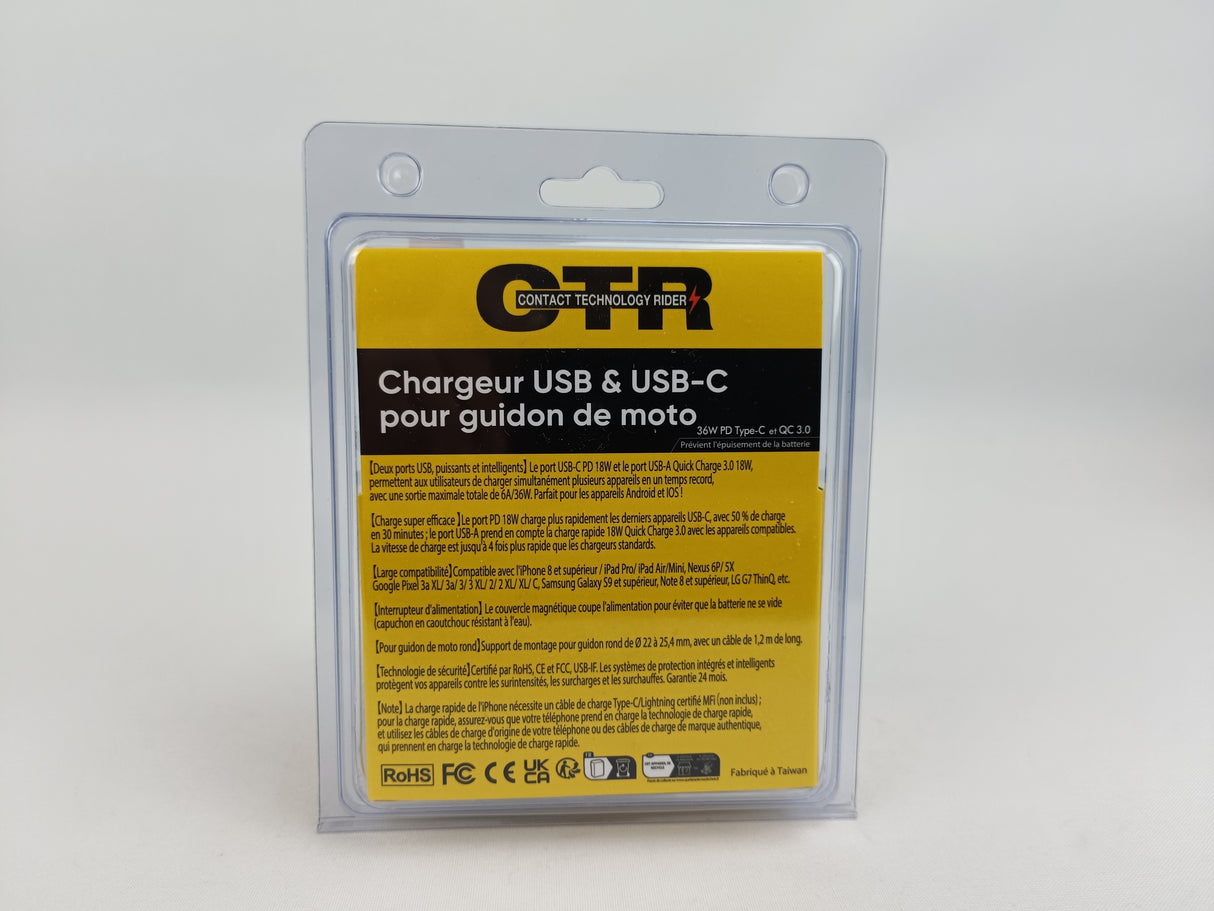 CTR
CONTACT TECHNOLOGY RIDER
Chargeur USB & USB-C
pour guidon de moto
36W PD Type-C et QC 3.0
Prévient l'épuisement de la batterie
【Deux ports USB, puissants et intelligents】 Le port USB-C PD 18W et le port USB-A Quick Charge 3.0 18W,
permettent aux utilisateurs de charger simultanément plusieurs appareils en un temps record,
avec une sortie maximale totale de 6A/36W. Parfait pour les appareils Android et IOS !
【Charge super efficace 】Le port PD 18W charge plus rapidement les derniers appareils USB-C, avec 50 % de charge
en 30 minutes ; le port USB-A prend en compte la charge rapide 18W Quick Charge 3.0 avec les appareils compatibles.
La vitesse de charge est jusqu'à 4 fois plus rapide que les chargeurs standards.
【Large compatibilité】Compatible avec l'iPhone 8 et supérieur / iPad Pro/ iPad Air/Mini, Nexus 6P/ 5X
Google Pixel 3a XL/ 3a/ 3/ 3 XL/ 2/ 2 XL/ XL/ C, Samsung Galaxy S9 et supérieur, Note 8 et supérieur, LG G7 ThinQ, etc.
【Interrupteur d'alimentation】 Le couvercle magnétique coupe l'alimentation pour éviter que la batterie ne se vide
(capuchon en caoutchouc résistant à l'eau).
【Pour guidon de moto rond】Support de montage pour guidon rond de Ø 22 à 25,4 mm, avec un câble de 1,2 m de long.
【Technologie de sécurité】Certifié par RoHS, CE et FCC, USB-IF. Les systèmes de protection intégrés et intelligents
protègent vos appareils contre les surintensités, les surcharges et les surchauffes. Garantie 24 mois.
【Note】 La charge rapide de l'iPhone nécessite un câble de charge Type-C/Lightning certifié MFi (non inclus) ;
pour la charge rapide, assurez-vous que votre téléphone prend en charge la technologie de charge rapide,
et utilisez les câbles de charge d'origine de votre téléphone ou des câbles de charge de marque authentique,
qui prennent en charge la technologie de charge rapide.
RoHS FC CE UK CA
Fabriqué à Taiwan